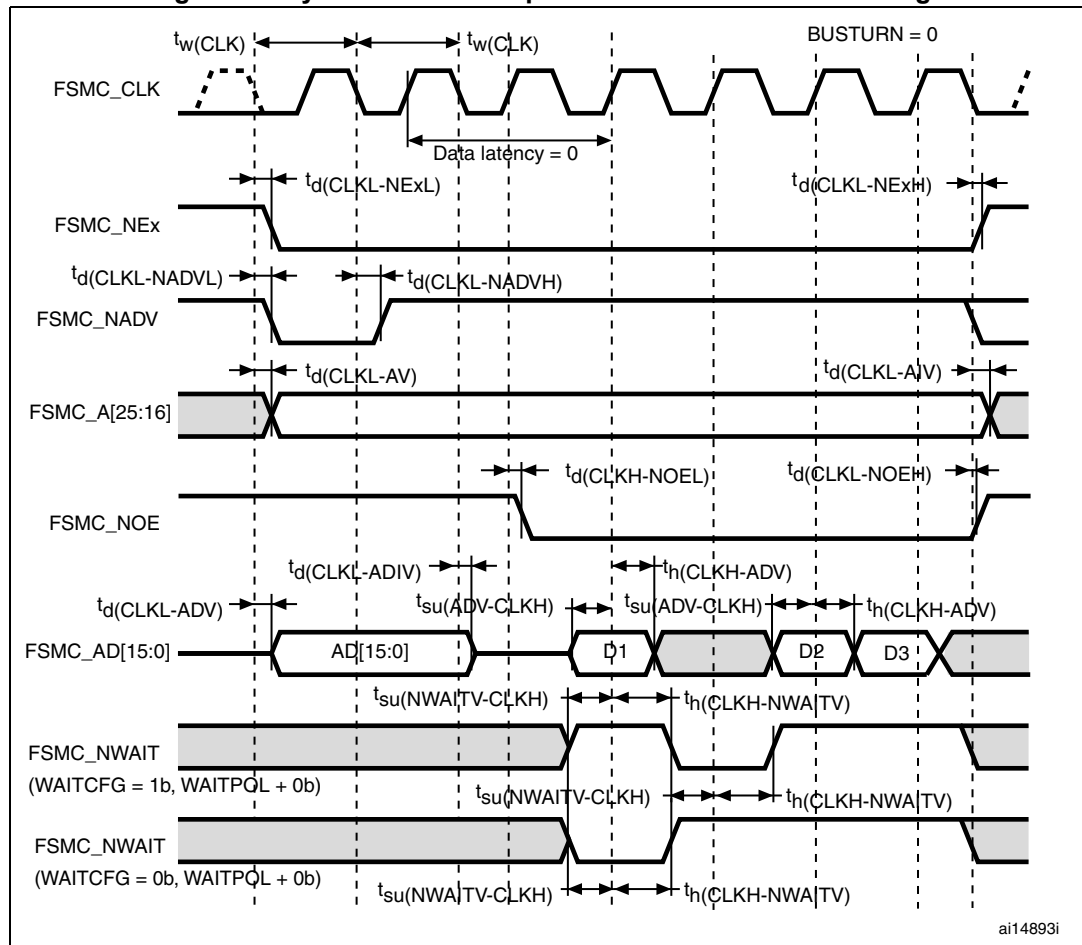 BUSTURN = 0
tw(CLK) tw(CLK)
FSMC_CLK
Data latency = 0
td(CLKL-NExL) td(CLKL-NExH)
FSMC_NEx
td(CLKL-NADVL) td(CLKL-NADVH)
FSMC_NADV
td(CLKL-AV) td(CLKL-AIV)
FSMC_A[25:16]
td(CLKH-NOEL) td(CLKL-NOEH)
FSMC_NOE
td(CLKL-ADIV) th(CLKH-ADV)
td(CLKL-ADV) tsu(ADV-CLKH) tsu(ADV-CLKH) th(CLKH-ADV)
FSMC_AD[15:0] AD[15:0] D1 D2 D3
tsu(NWAITV-CLKH) th(CLKH-NWAITV)
FSMC_NWAIT
(WAITCFG = 1b, WAITPOL + 0b)
tsu(NWAITV-CLKH) th(CLKH-NWAITV)
FSMC_NWAIT
(WAITCFG = 0b, WAITPOL + 0b)
tsu(NWAITV-CLKH) th(CLKH-NWAITV)
ai14893i